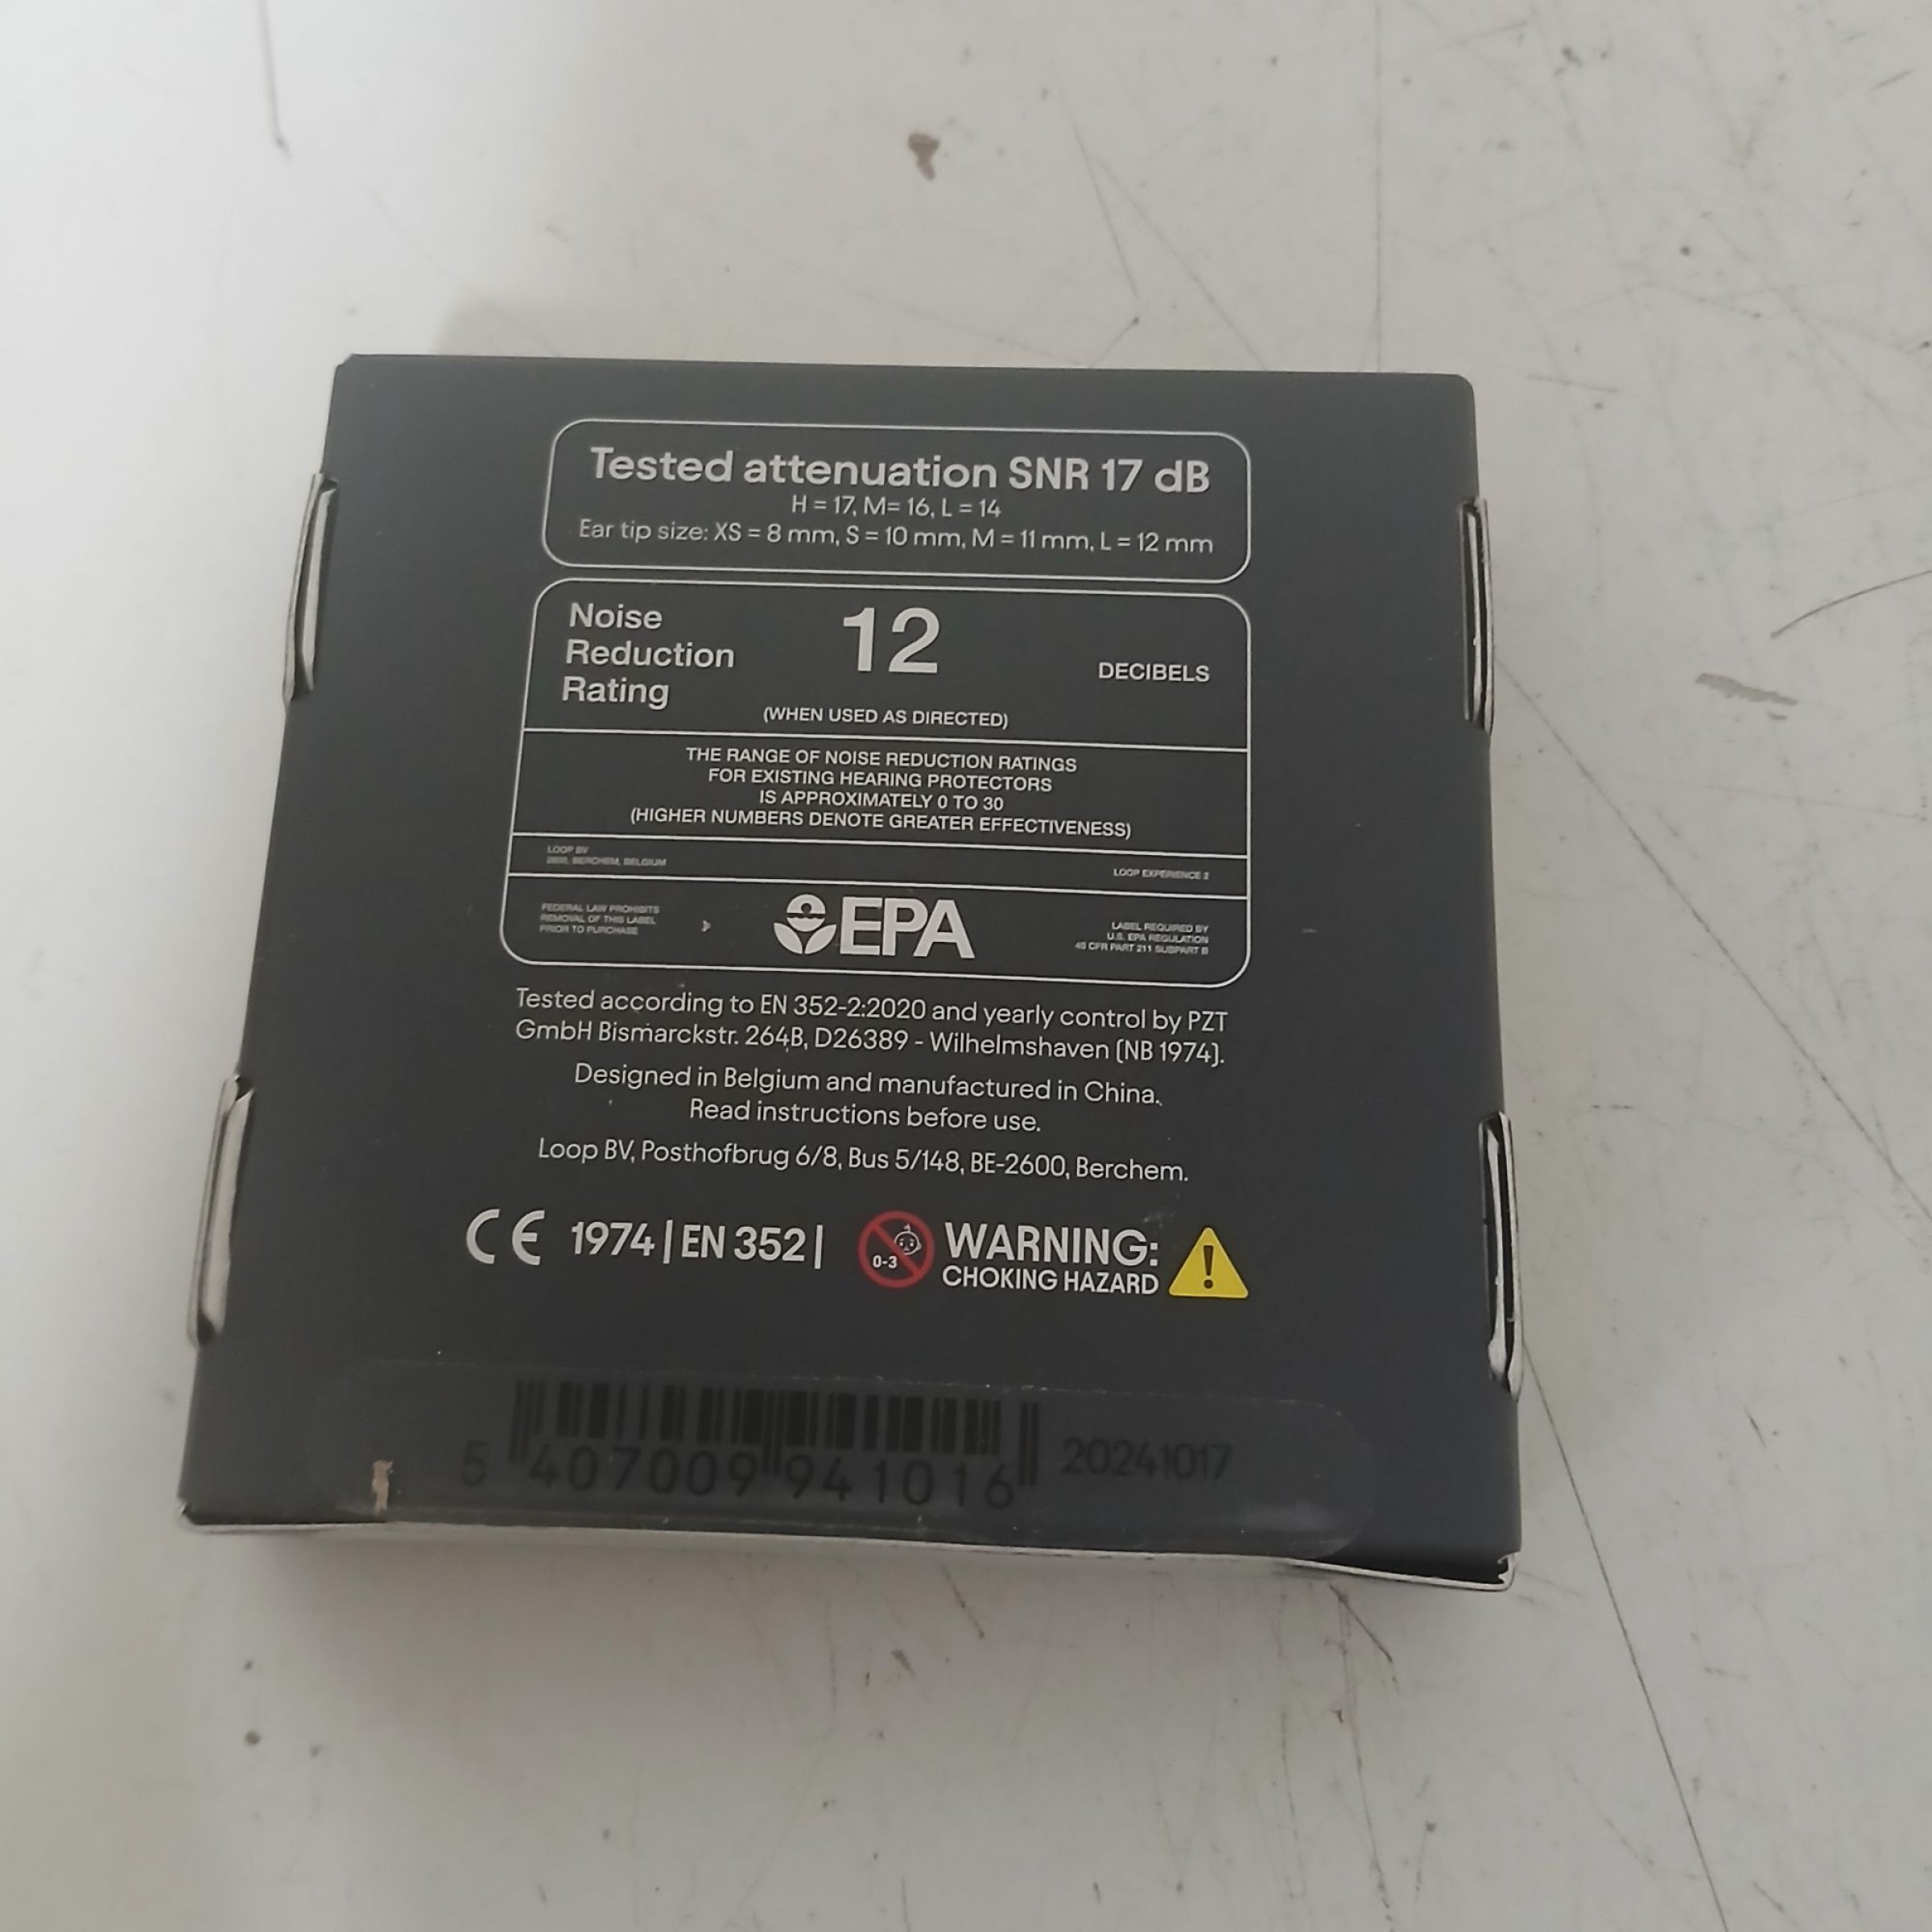 Tested attenuation SNR 17 dB
H = 17, M= 16, L = 14
Ear tip size: XS = 8 mm, S = 10 mm, M = 11 mm, L = 12 mm
Noise
Reduction
Rating
12
DECIBELS
(WHEN USED AS DIRECTED)
THE RANGE OF NOISE REDUCTION RATINGS
FOR EXISTING HEARING PROTECTORS
IS APPROXIMATELY 0 TO 30
(HIGHER NUMBERS DENOTE GREATER EFFECTIVENESS)
LOOP BV
2600, BERCHEM, BELGIUM
LOOP EXPERIENCE 2
FEDERAL LAW PROHIBITS
REMOVAL OF THIS LABEL
PRIOR TO PURCHASE
EPA
LABEL REQUIRED BY
U.S. EPA REGULATION
40 CFR PART 211 SUBPART B
Tested according to EN 352-2:2020 and yearly control by PZT
GmbH Bismarckstr. 264B, D26389 - Wilhelmshaven (NB 1974).
Designed in Belgium and manufactured in China.
Read instructions before use.
Loop BV, Posthofbrug 6/8, Bus 5/148, BE-2600, Berchem.
CE 1974 | EN 352 |
0-3
WARNING:
CHOKING HAZARD
5 407009 941016
20241017